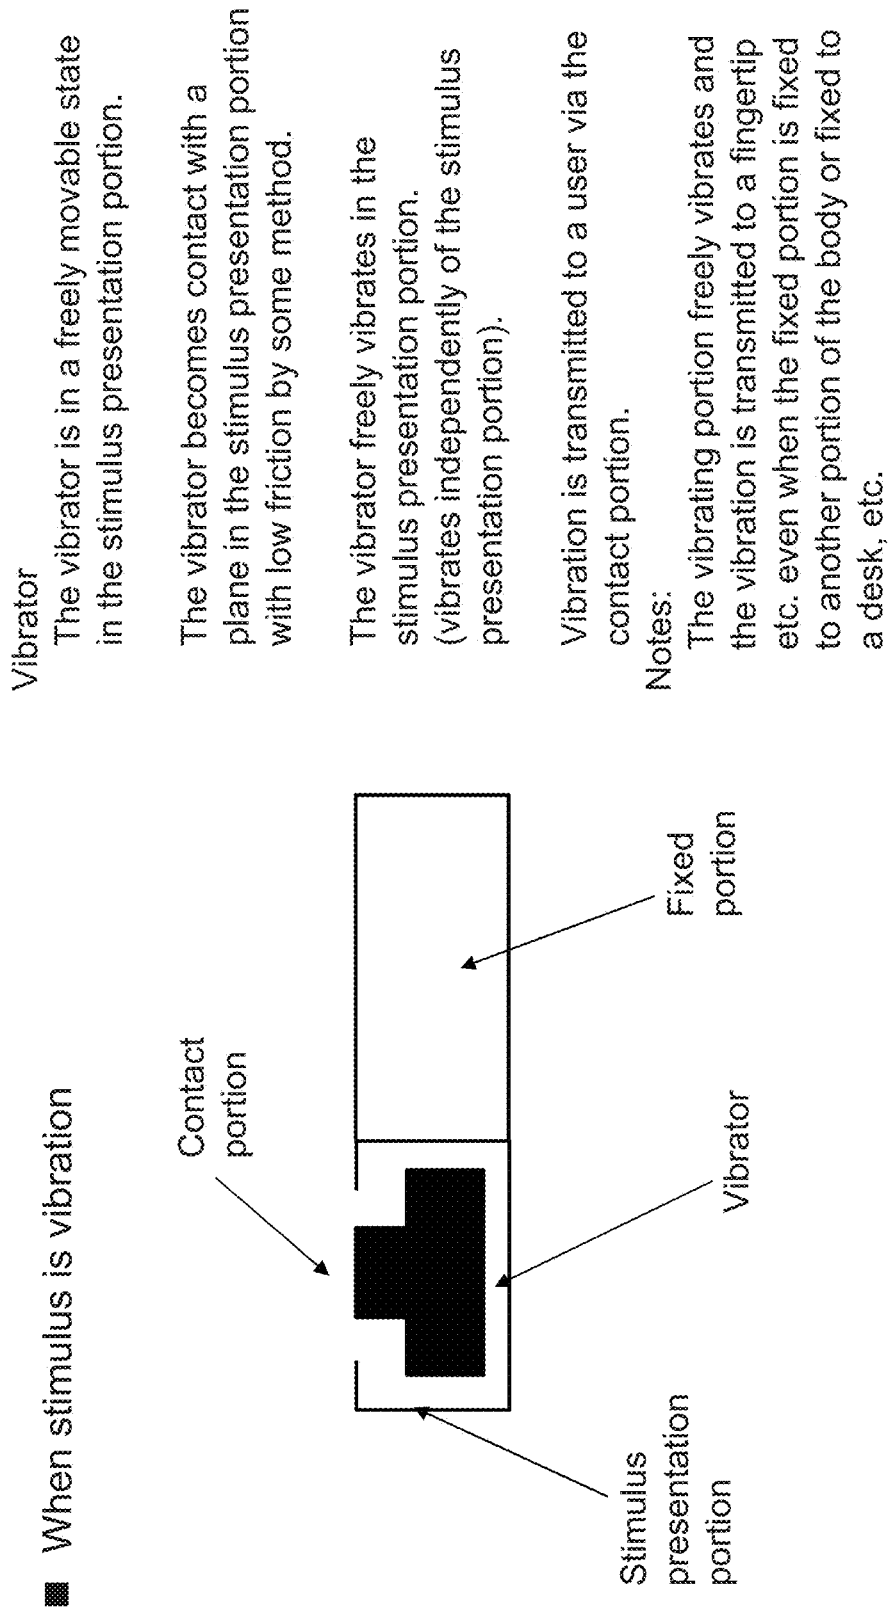 ■ When stimulus is vibration
Contact
portion
Stimulus
presentation
portion
Vibrator
Fixed
portion
Vibrator
The vibrator is in a freely movable state
in the stimulus presentation portion.
The vibrator becomes contact with a
plane in the stimulus presentation portion
with low friction by some method.
The vibrator freely vibrates in the
stimulus presentation portion.
(vibrates independently of the stimulus
presentation portion).
Vibration is transmitted to a user via the
contact portion.
Notes:
The vibrating portion freely vibrates and
the vibration is transmitted to a fingertip
etc. even when the fixed portion is fixed
to another portion of the body or fixed to
a desk, etc.